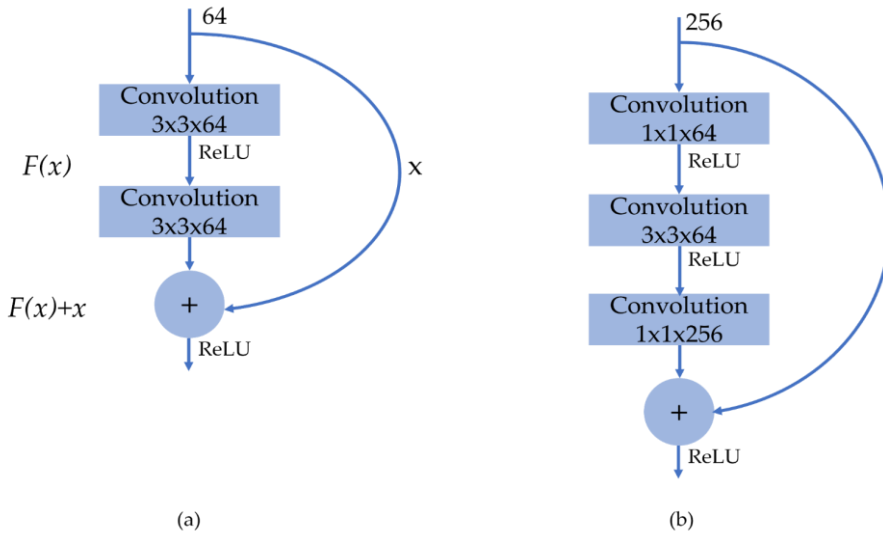 64
Convolution
3x3x64
ReLU
F(x)
x
Convolution
3x3x64
F(x)+x
+
ReLU
(a)
256
Convolution
1x1x64
ReLU
Convolution
3x3x64
ReLU
Convolution
1x1x256
+
ReLU
(b)